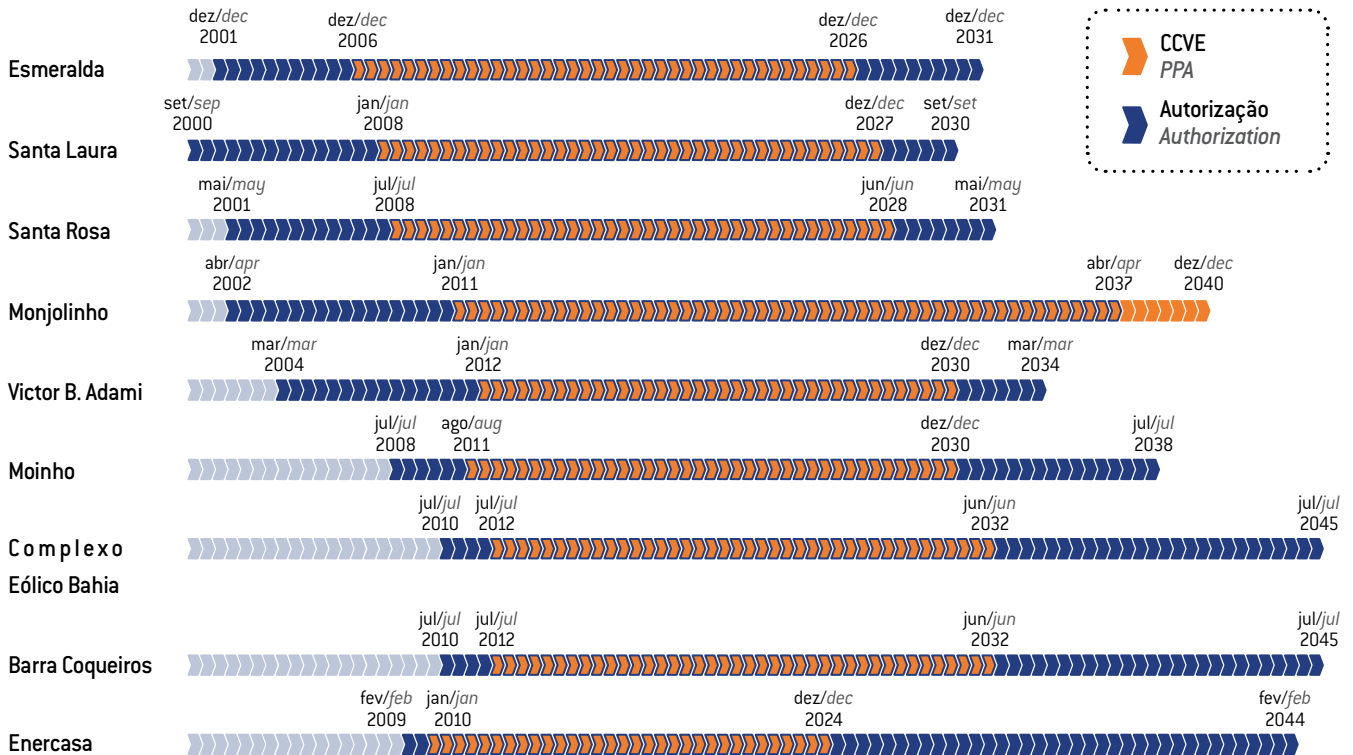 dez/dec dez/dec dez/dec dez/dec
2001 2006 2026 2031
CCVE
PPA
Autorização
Authorization
Esmeralda
set/sep jan/jan dez/dec set/set
2000 2008 2027 2030
Santa Laura
mai/may jul/jul jun/jun mai/may
2001 2008 2028 2031
Santa Rosa
abr/apr jan/jan abr/apr dez/dec
2002 2011 2037 2040
Monjolinho
mar/mar jan/jan dez/dec mar/mar
2004 2012 2030 2034
Victor B. Adami
jul/jul ago/aug dez/dec jul/jul
2008 2011 2030 2038
Moinho
jul/jul jul/jul jun/jun jul/jul
2010 2012 2032 2045
Complexo
Eólico Bahia
jul/jul jul/jul jun/jun jul/jul
2010 2012 2032 2045
Barra Coqueiros
fev/feb jan/jan dez/dec fev/feb
2009 2010 2024 2044
Enercasa